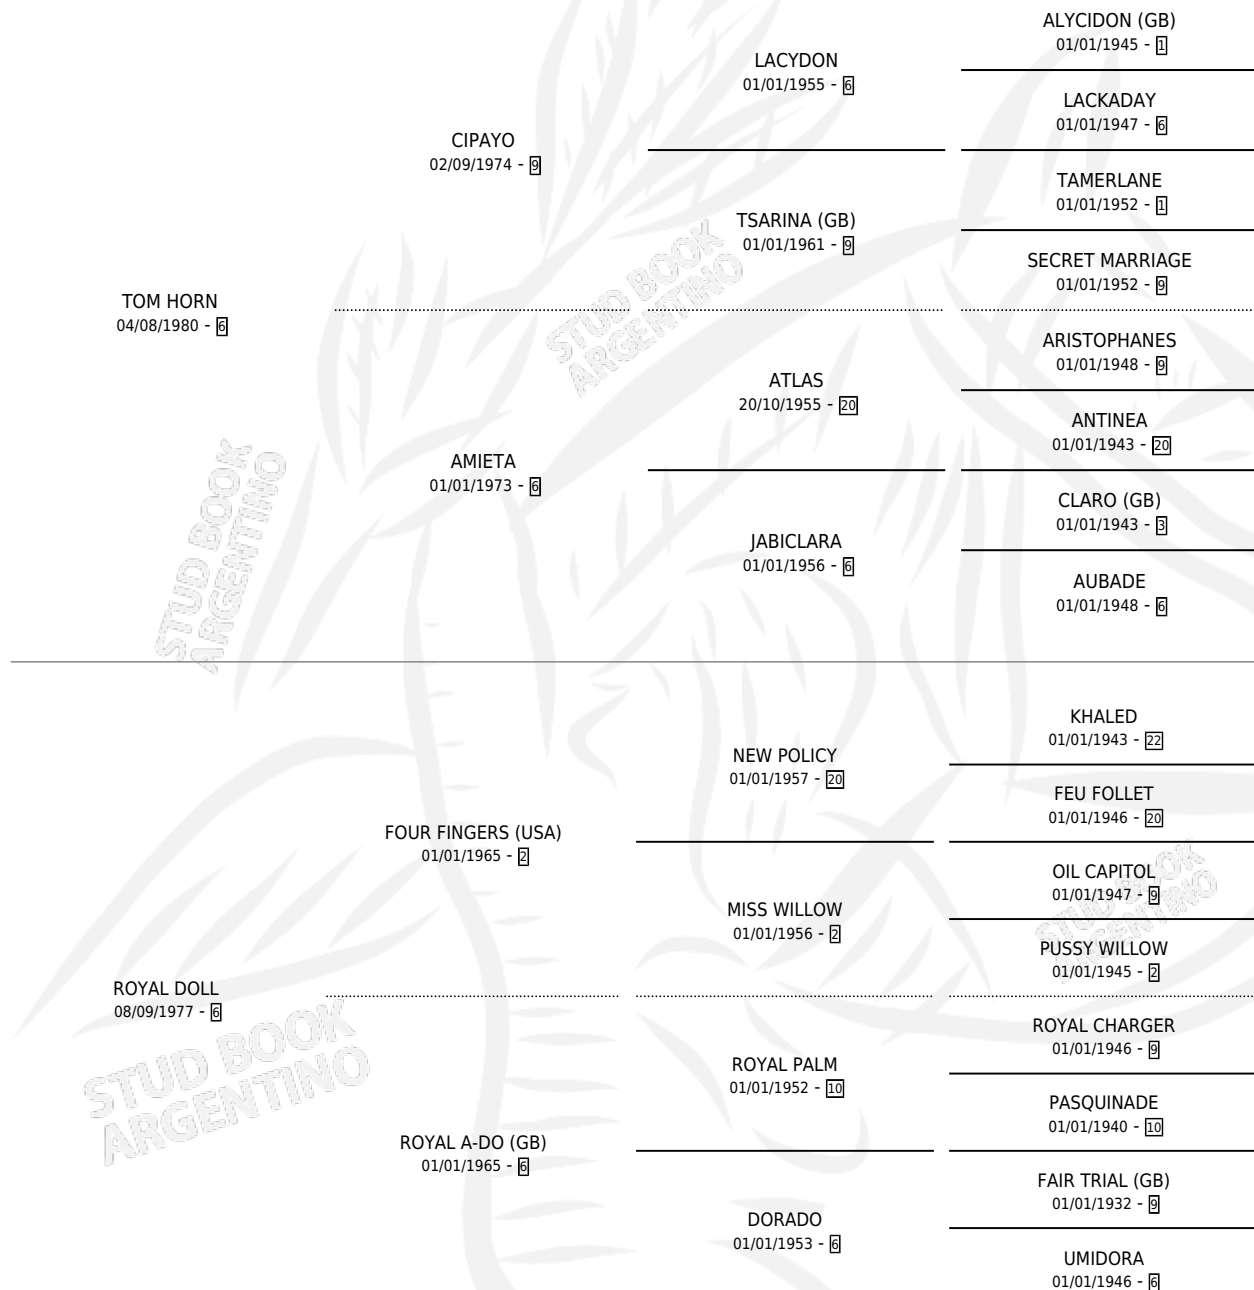 TOM HORN
04/08/1980 - 6
CIPAYO
02/09/1974 - 9
LACYDON
01/01/1955 - 6
ALYCIDON (GB)
01/01/1945 - 1
LACKADAY
01/01/1947 - 6
TSARINA (GB)
01/01/1961 - 9
TAMERLANE
01/01/1952 - 1
SECRET MARRIAGE
01/01/1952 - 9
AMIETA
01/01/1973 - 6
ATLAS
20/10/1955 - 20
ARISTOPHANES
01/01/1948 - 9
ANTINEA
01/01/1943 - 20
JABICLARA
01/01/1956 - 6
CLARO (GB)
01/01/1943 - 3
AUBADE
01/01/1948 - 6
ROYAL DOLL
08/09/1977 - 6
FOUR FINGERS (USA)
01/01/1965 - 2
NEW POLICY
01/01/1957 - 20
KHALED
01/01/1943 - 22
FEU FOLLET
01/01/1946 - 20
MISS WILLOW
01/01/1956 - 2
OIL CAPITOL
01/01/1947 - 9
PUSSY WILLOW
01/01/1945 - 2
ROYAL A-DO (GB)
01/01/1965 - 6
ROYAL PALM
01/01/1952 - 10
ROYAL CHARGER
01/01/1946 - 9
PASQUINADE
01/01/1940 - 10
DORADO
01/01/1953 - 6
FAIR TRIAL (GB)
01/01/1932 - 9
UMIDORA
01/01/1946 - 6
STUD BOOK
ARGENTINO
STUD BOOK
ARGENTINO
STUD BOOK
ARGENTINO
STUD BOOK
ARGENTINO